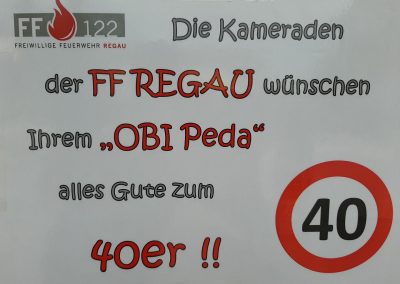 FF 122
FREIWILLIGE FEUERWEHR REGAU
Die Kameraden
der FF REGAU wünschen
Ihrem „OBI Peda“
alles Gute zum
40er !!
40